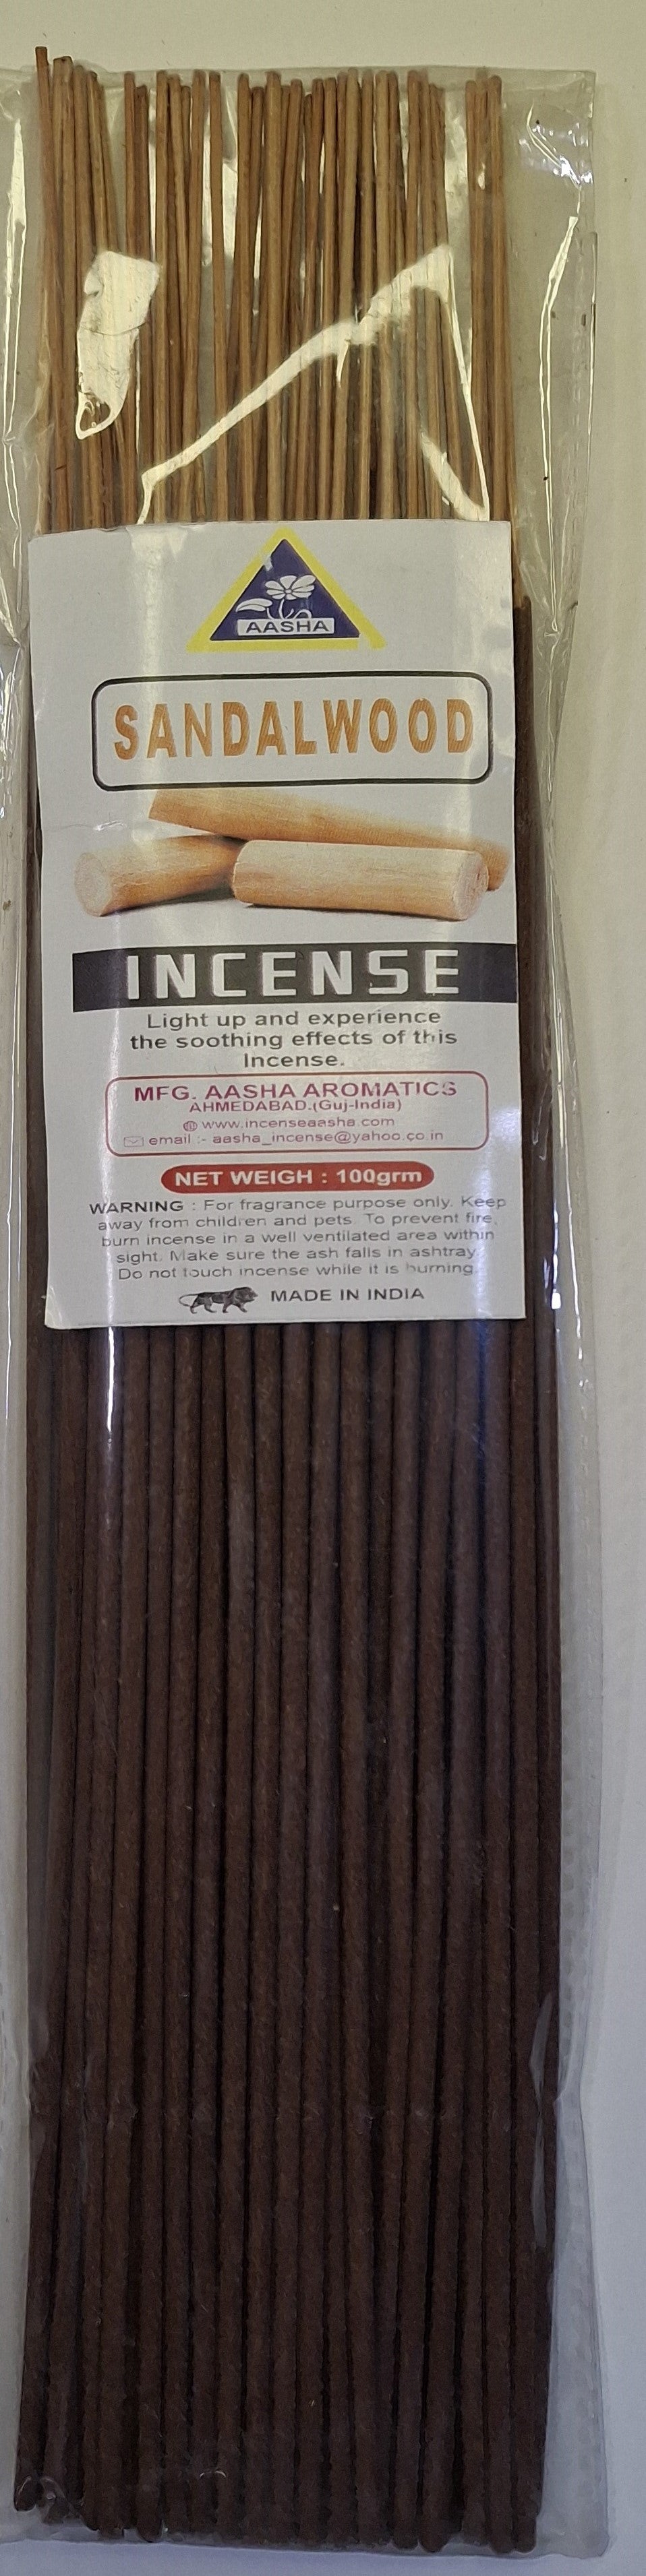 AASHA
SANDALWOOD
INCENSE
Light up and experience
the soothing effects of this
Incense.
MFG. AASHA AROMATICS
AHMEDABAD.(Guj-India)
www.incenseaasha.com
email :- aasha_incense@yahoo.co.in
NET WEIGH : 100grm
WARNING : For fragrance purpose only. Keep
away from children and pets. To prevent fire,
burn incense in a well ventilated area within
sight. Make sure the ash falls in ashtray.
Do not touch incense while it is burning
MADE IN INDIA